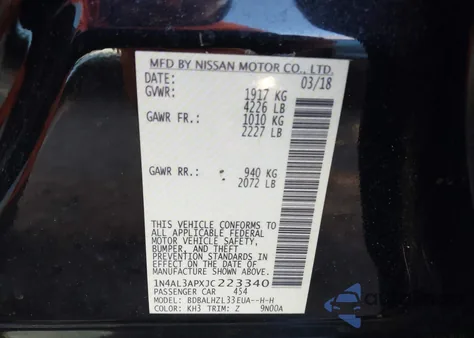 MFD BY NISSAN MOTOR CO., LTD.
DATE: 03/18
GVWR: 1917 KG
4226 LB
GAWR FR.: 1010 KG
2227 LB
GAWR RR.: 940 KG
2072 LB
THIS VEHICLE CONFORMS TO
ALL APPLICABLE FEDERAL
MOTOR VEHICLE SAFETY,
BUMPER, AND THEFT
PREVENTION STANDARDS IN
EFFECT ON THE DATE OF
MANUFACTURE SHOWN ABOVE.
1N4AL3APXJC223340
PASSENGER CAR 454
MODEL: BDBALHZL33EUA--H-H
COLOR: KH3 TRIM: Z 9N00A